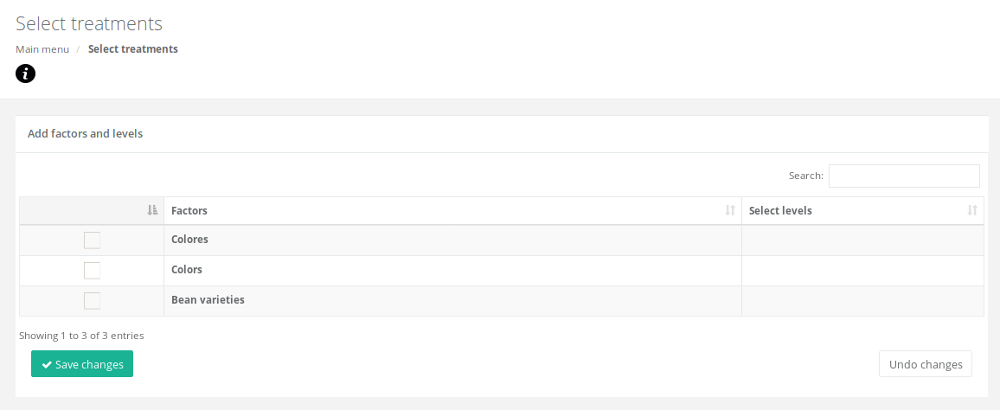 Select treatments
Main menu / Select treatments
i
Add factors and levels
Search:
Factors Select levels
Colores
Colors
Bean varieties
Showing 1 to 3 of 3 entries
Save changes Undo changes